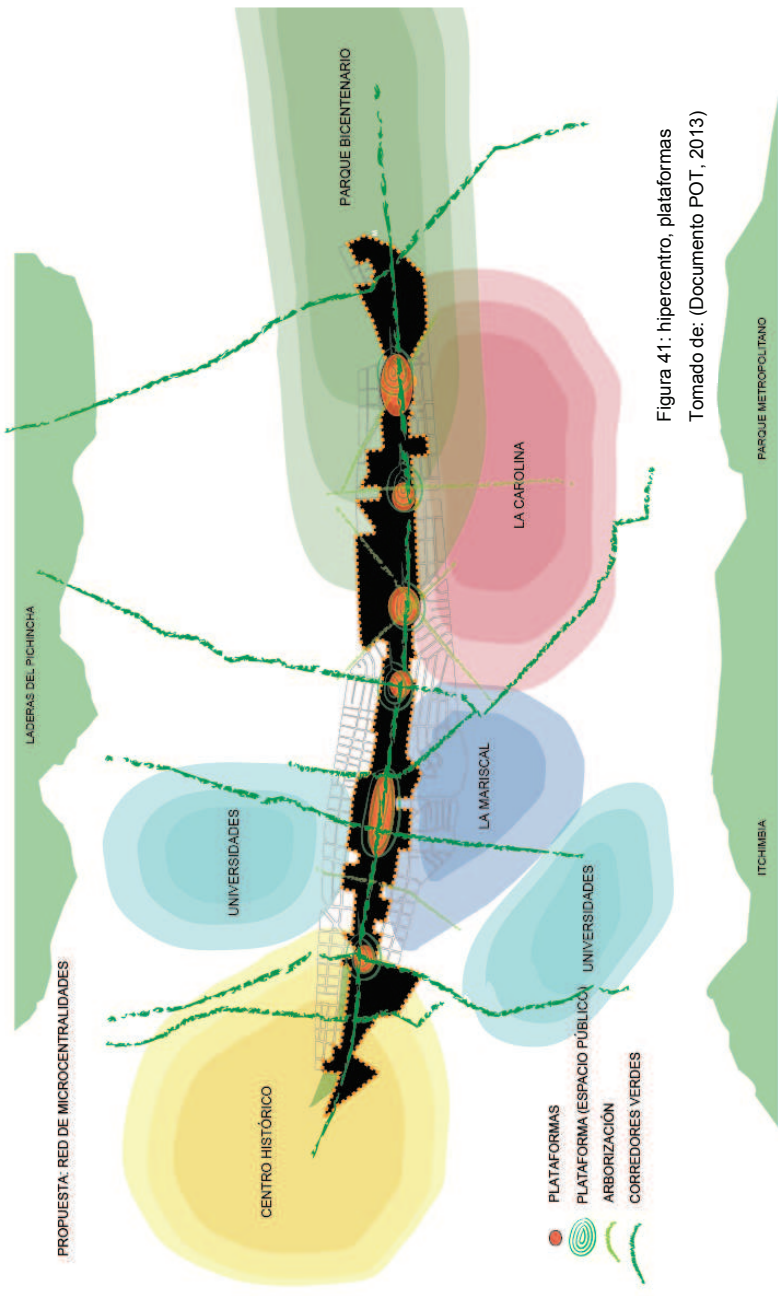 PROPUESTA: RED DE MICROCENTRALIDADES
LADERAS DEL PICHINCHA
PARQUE BICENTENARIO
UNIVERSIDADES
CENTRO HISTÓRICO
LA CAROLINA
LA MARISCAL
UNIVERSIDADES
PLATAFORMAS
PLATAFORMA (ESPACIO PÚBLICO)
ARBORIZACIÓN
CORREDORES VERDES
ITCHIMBIA
PARQUE METROPOLITANO
Figura 41: hipercentro, plataformas
Tomado de: (Documento POT, 2013)